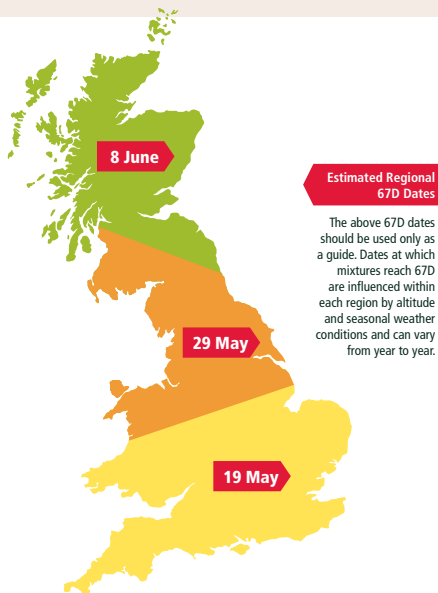 8 June
Estimated Regional
67D Dates
The above 67D dates
should be used only as
a guide. Dates at which
mixtures reach 67D
are influenced within
each region by altitude
and seasonal weather
conditions and can vary
from year to year.
29 May
19 May